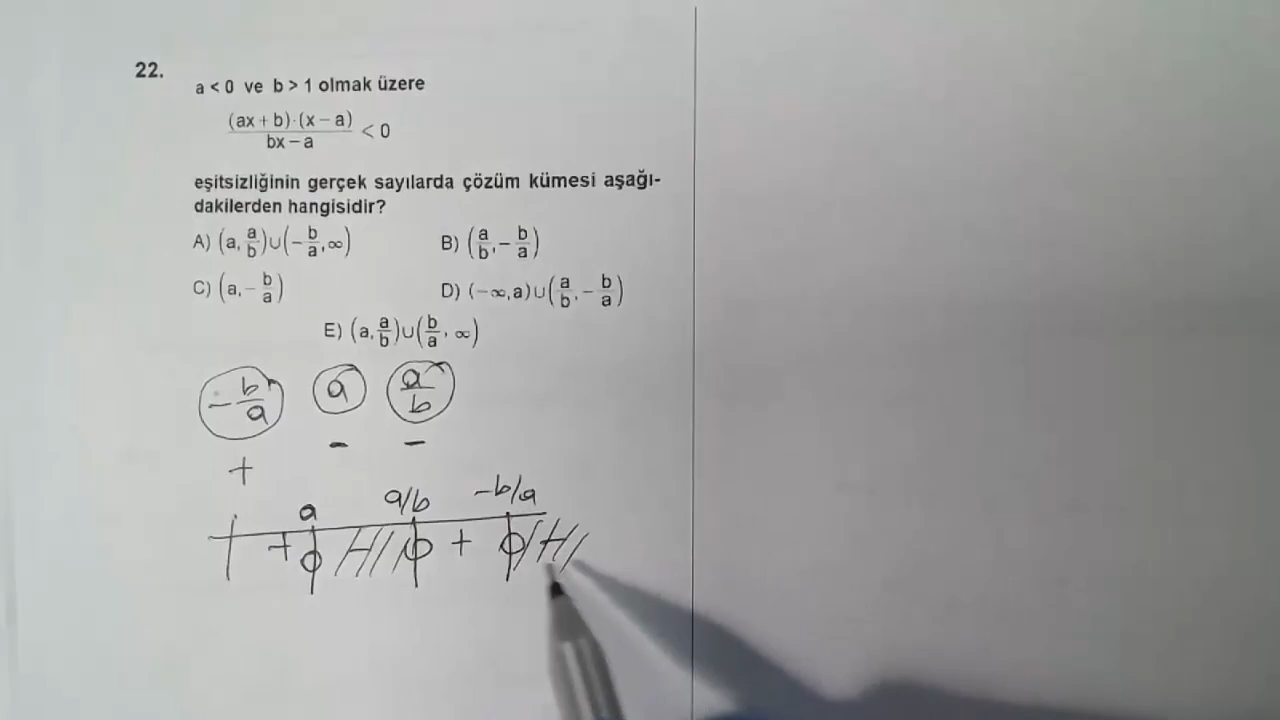 22.
a < 0 ve b > 1 olmak üzere
(ax + b)·(x − a)
bx − a
< 0
eşitsizliğinin gerçek sayılarda çözüm kümesi aşağı-
dakilerden hangisidir?
A) (a, a/b)∪(−b/a, ∞)
B) (a/b, −b/a)
C) (a, −b/a)
D) (−∞, a)∪(a/b, −b/a)
E) (a, a/b)∪(b/a, ∞)
−b/a a a/b
+ − −
a a/b −b/a
+ +